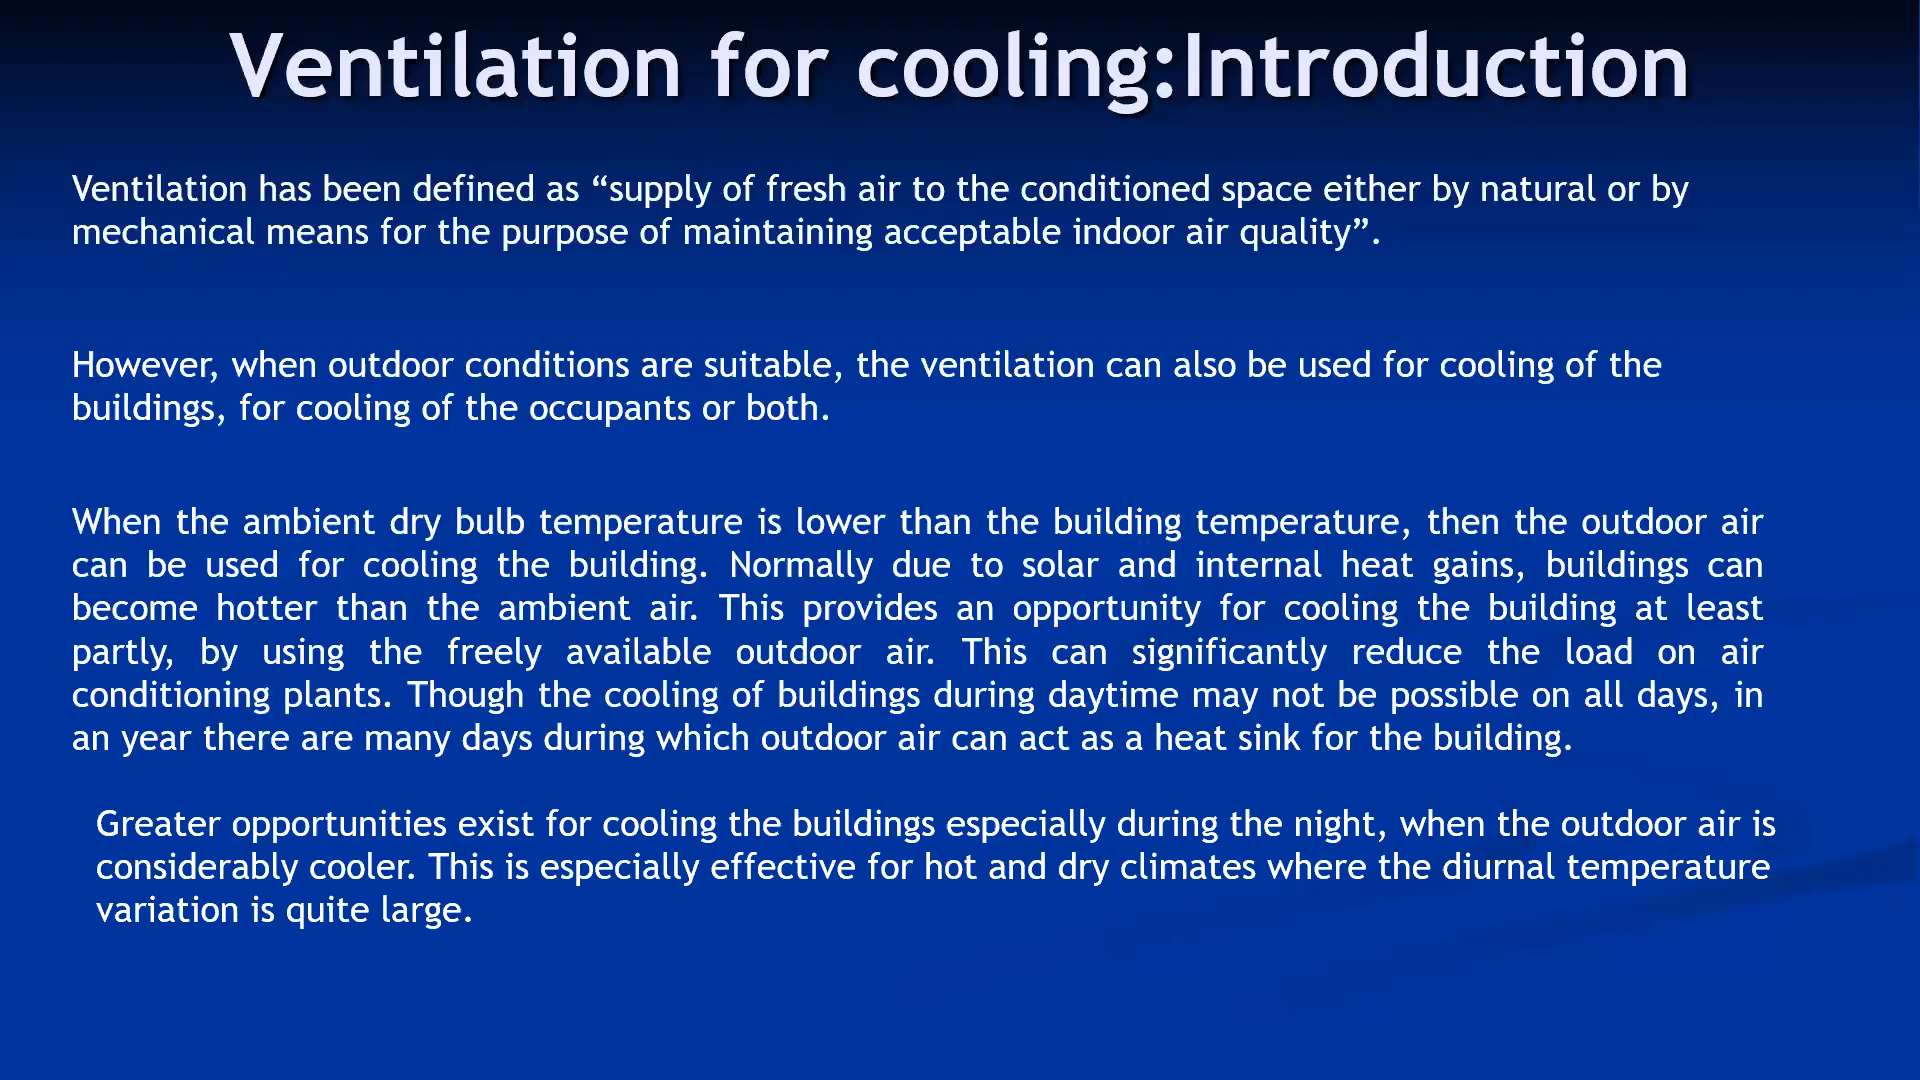 Ventilation for cooling:Introduction
Ventilation has been defined as “supply of fresh air to the conditioned space either by natural or by
mechanical means for the purpose of maintaining acceptable indoor air quality”.
However, when outdoor conditions are suitable, the ventilation can also be used for cooling of the
buildings, for cooling of the occupants or both.
When the ambient dry bulb temperature is lower than the building temperature, then the outdoor air
can be used for cooling the building. Normally due to solar and internal heat gains, buildings can
become hotter than the ambient air. This provides an opportunity for cooling the building at least
partly, by using the freely available outdoor air. This can significantly reduce the load on air
conditioning plants. Though the cooling of buildings during daytime may not be possible on all days, in
an year there are many days during which outdoor air can act as a heat sink for the building.
Greater opportunities exist for cooling the buildings especially during the night, when the outdoor air is
considerably cooler. This is especially effective for hot and dry climates where the diurnal temperature
variation is quite large.